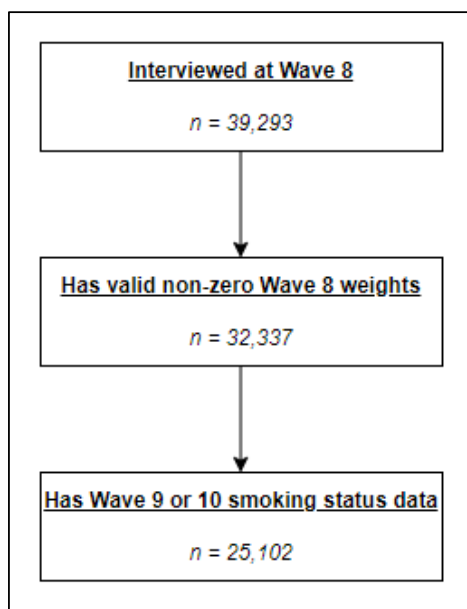 Interviewed at Wave 8
n = 39,293
Has valid non-zero Wave 8 weights
n = 32,337
Has Wave 9 or 10 smoking status data
n = 25,102